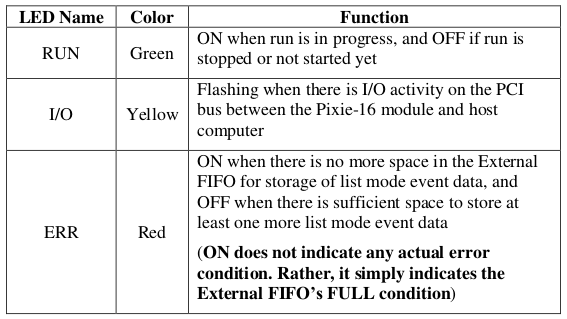 LED Name Color Function
RUN Green ON when run is in progress, and OFF if run is
stopped or not started yet
I/O Yellow Flashing when there is I/O activity on the PCI
bus between the Pixie-16 module and host
computer
ERR Red ON when there is no more space in the External
FIFO for storage of list mode event data, and
OFF when there is sufficient space to store at
least one more list mode event data
(ON does not indicate any actual error
condition. Rather, it simply indicates the
External FIFO’s FULL condition)